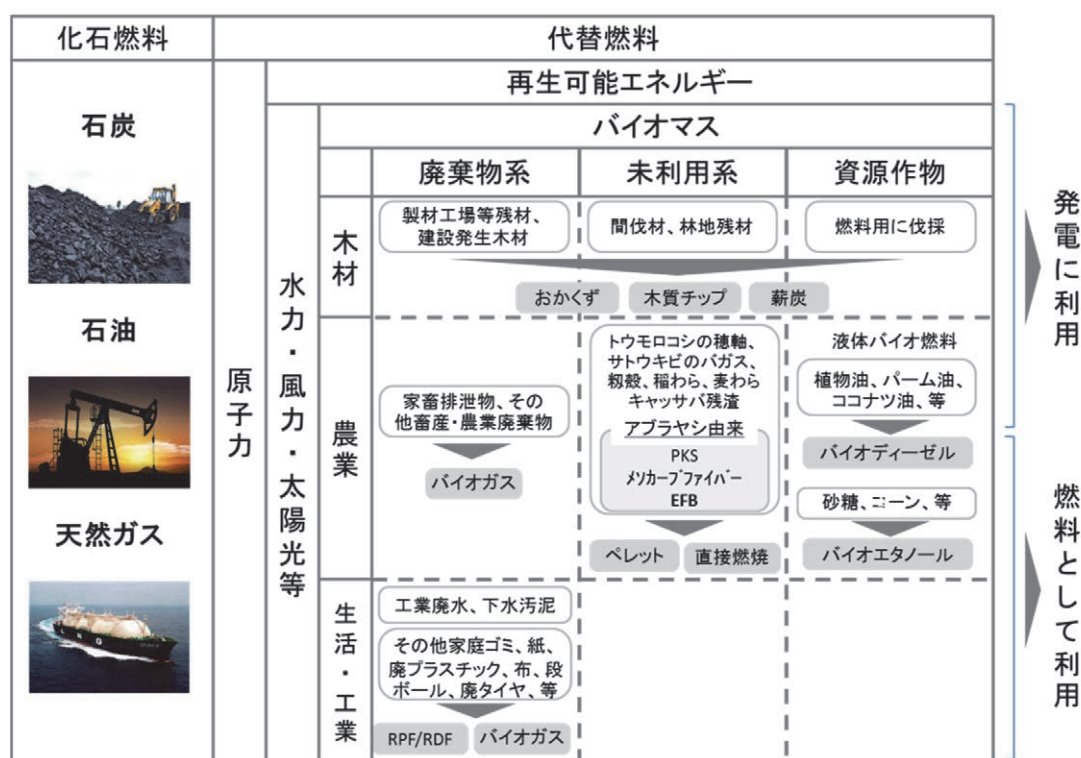 化石燃料
代替燃料
再生可能エネルギー
バイオマス
石炭
石油
天然ガス
LNG
原子力
水力・風力・太陽光等
廃棄物系
未利用系
資源作物
木材
製材工場等残材、
建設発生木材
間伐材、林地残材
燃料用に伐採
おかくず
木質チップ
薪炭
農業
家畜排泄物、その
他畜産・農業廃棄物
バイオガス
トウモロコシの穂軸、
サトウキビのバガス、
籾殻、稲わら、麦わら
キャッサバ残渣
アブラヤシ由来
PKS
メソカープファイバー
EFB
ペレット
直接燃焼
液体バイオ燃料
植物油、パーム油、
ココナツ油、等
バイオディーゼル
砂糖、コーン、等
バイオエタノール
生活・工業
工業廃水、下水汚泥
その他家庭ゴミ、紙、
廃プラスチック、布、段
ボール、廃タイヤ、等
RPF/RDF
バイオガス
発電に利用
燃料として利用